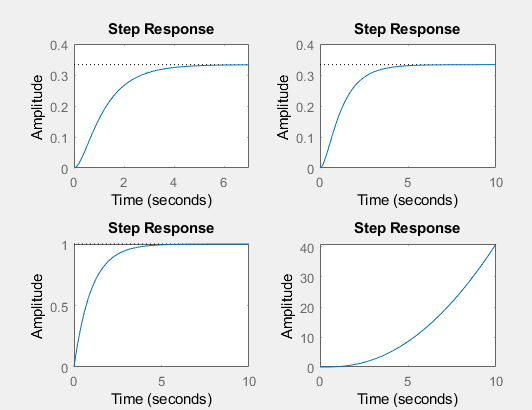 Step Response
Amplitude
0.4
0.3
0.2
0.1
0
0 2 4 6
Time (seconds)
Step Response
Amplitude
0.4
0.3
0.2
0.1
0
0 5 10
Time (seconds)
Step Response
Amplitude
1
0.5
0
0 5 10
Time (seconds)
Step Response
Amplitude
40
30
20
10
0
0 5 10
Time (seconds)